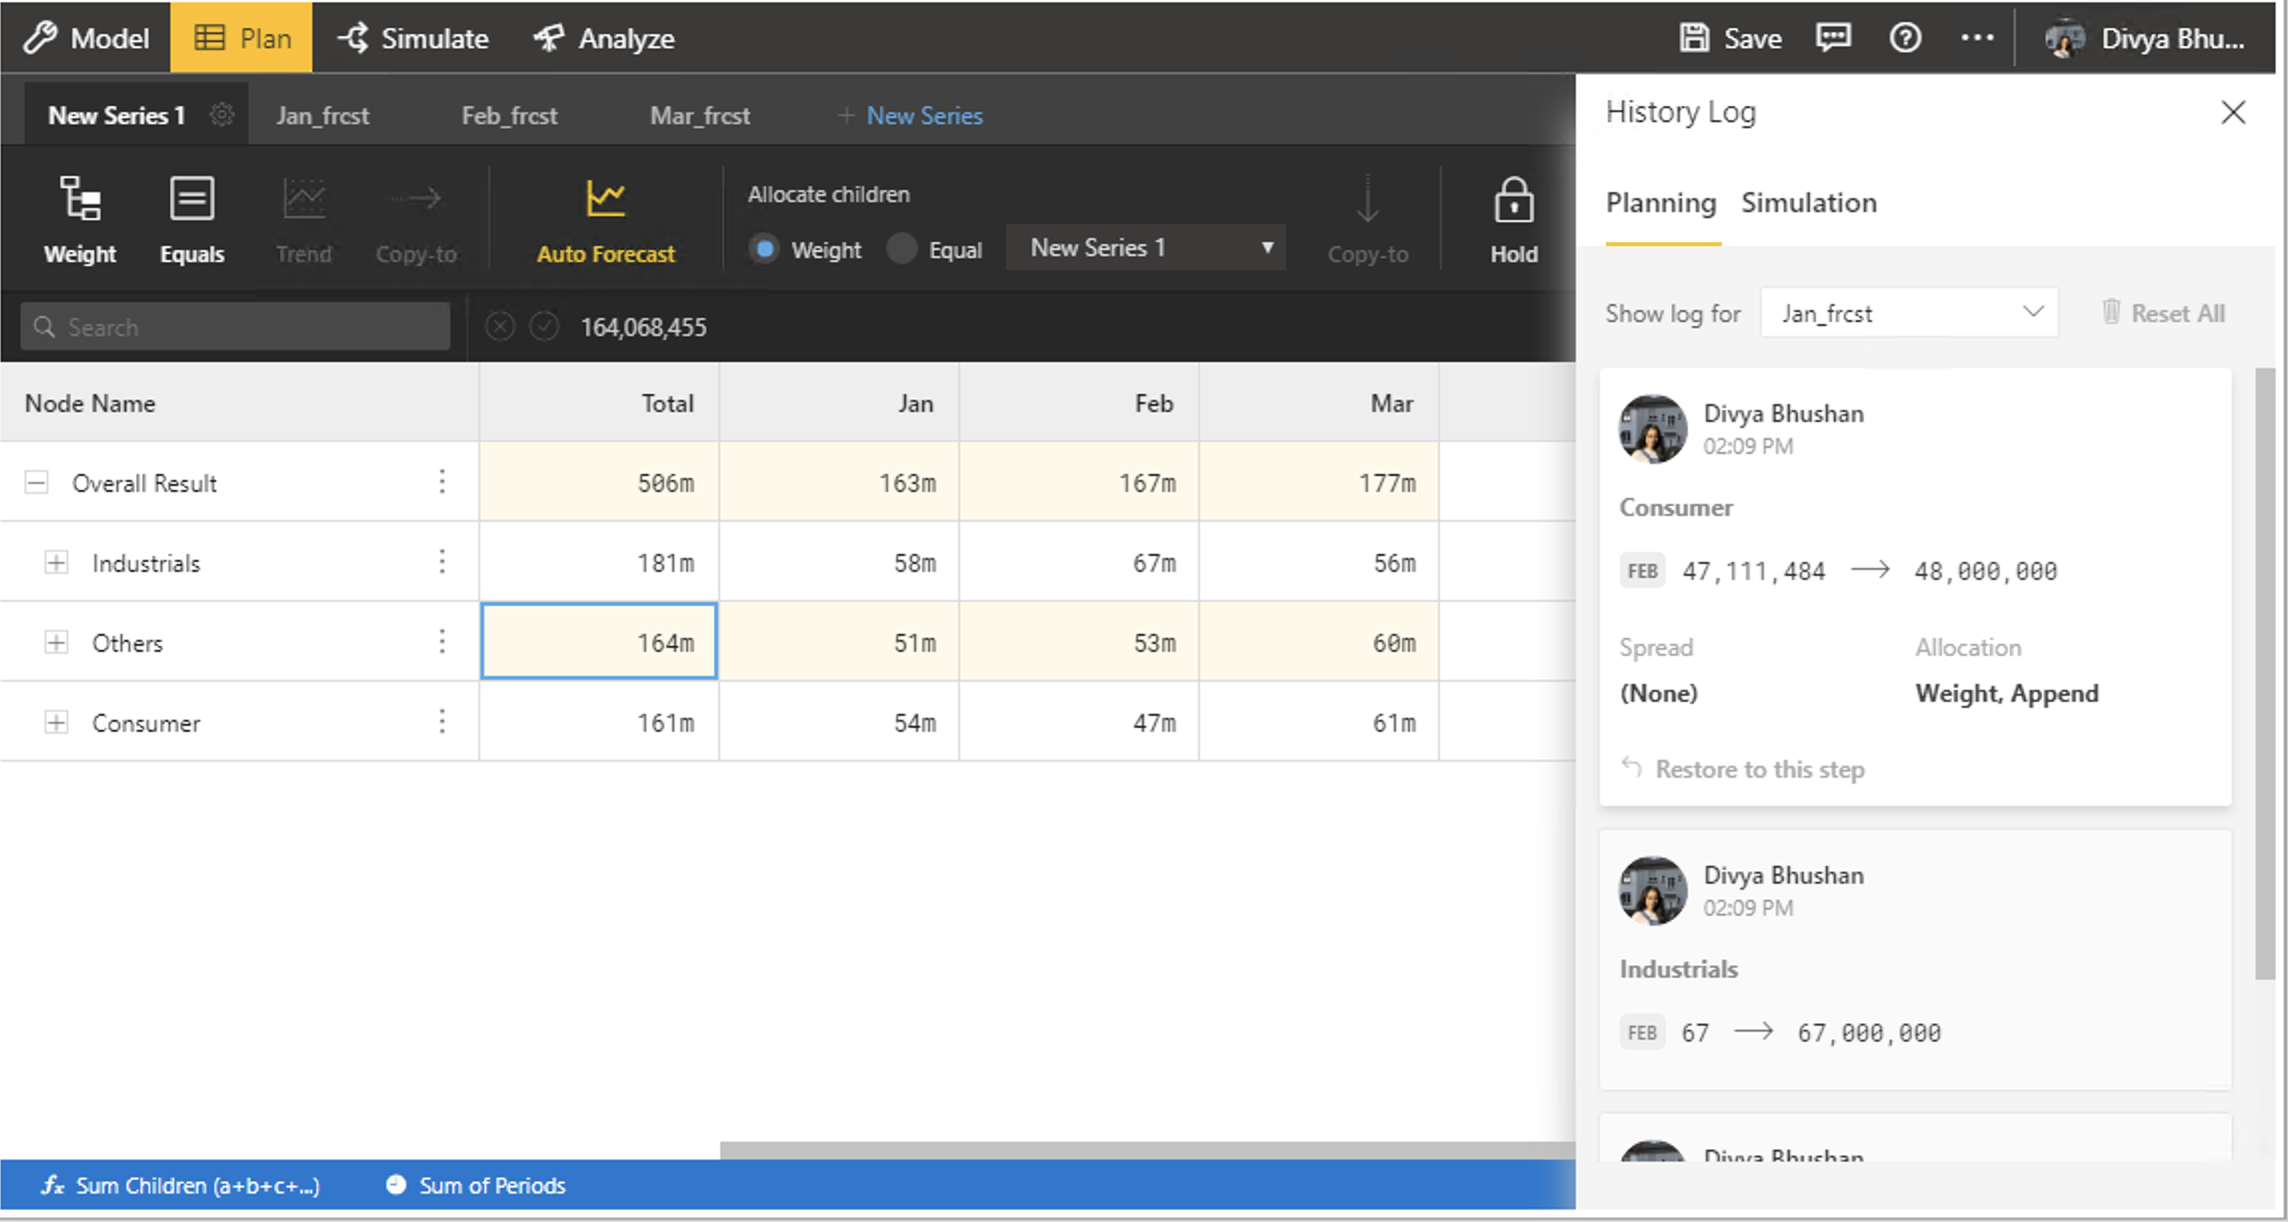 Model Plan Simulate Analyze Save Divya Bhu...
New Series 1 Jan_frcst Feb_frcst Mar_frcst + New Series
Weight Equals Trend Copy-to Auto Forecast
Allocate children
Weight Equal New Series 1
Copy-to Hold
Search 164,068,455
Node Name Total Jan Feb Mar
Overall Result 506m 163m 167m 177m
Industrials 181m 58m 67m 56m
Others 164m 51m 53m 60m
Consumer 161m 54m 47m 61m
fx Sum Children (a+b+c+...) Sum of Periods
History Log
Planning Simulation
Show log for Jan_frcst Reset All
Divya Bhushan
02:09 PM
Consumer
FEB 47,111,484 → 48,000,000
Spread Allocation
(None) Weight, Append
Restore to this step
Divya Bhushan
02:09 PM
Industrials
FEB 67 → 67,000,000
Divya Bhushan